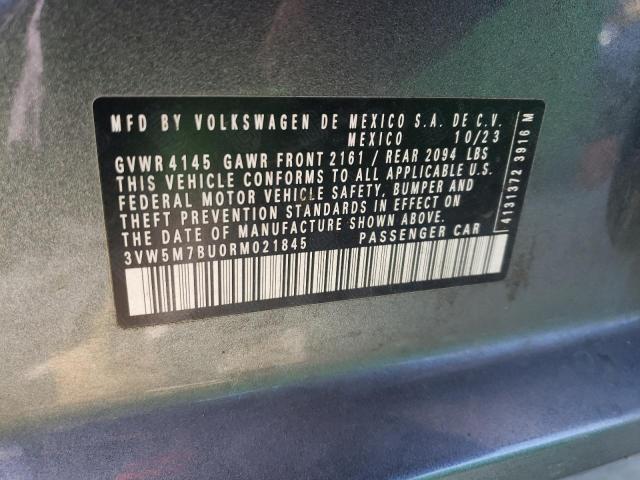 MFD BY VOLKSWAGEN DE MEXICO S.A. DE C.V.
MEXICO 10/23
GVWR 4145 GAWR FRONT 2161 / REAR 2094 LBS
THIS VEHICLE CONFORMS TO ALL APPLICABLE U.S.
FEDERAL MOTOR VEHICLE SAFETY, BUMPER AND
THEFT PREVENTION STANDARDS IN EFFECT ON
THE DATE OF MANUFACTURE SHOWN ABOVE.
3VW5M7BU0RM021845 PASSENGER CAR
4131372 3916 M